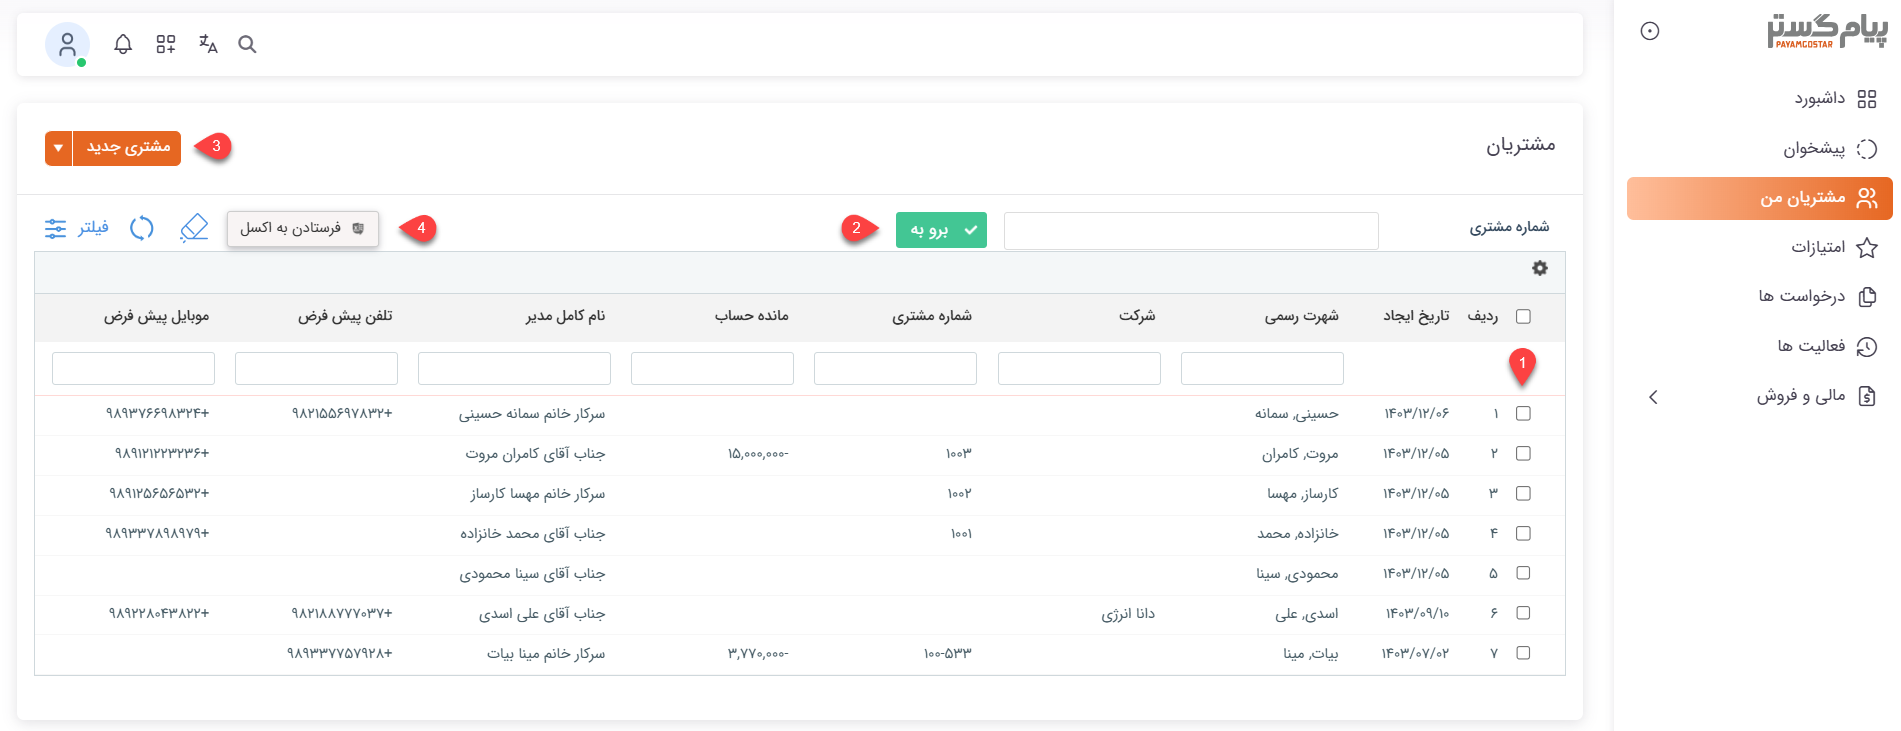 پیام گستر
PAYAMGOSTAR
داشبورد
پیشخوان
مشتریان من
امتیازات
درخواست ها
فعالیت ها
مالی و فروش
مشتریان
مشتری جدید
3
شماره مشتری
برو به
2
4
فرستادن به اکسل
فیلتر
ردیف تاریخ ایجاد شهرت رسمی شرکت شماره مشتری مانده حساب نام کامل مدیر تلفن پیش فرض موبایل پیش فرض
1
۱ ۱۴۰۳/۱۲/۰۶ حسینی, سمانه سرکار خانم سمانه حسینی +۹۸۲۱۵۵۶۹۷۸۳۲ +۹۸۹۳۷۶۶۹۸۳۲۴
۲ ۱۴۰۳/۱۲/۰۵ مروت, کامران ۱۰۰۳ -۱۵,۰۰۰,۰۰۰ جناب آقای کامران مروت +۹۸۹۱۲۱۲۲۳۲۳۶
۳ ۱۴۰۳/۱۲/۰۵ کارساز, مهسا ۱۰۰۲ سرکار خانم مهسا کارساز +۹۸۹۱۲۵۶۵۶۵۳۲
۴ ۱۴۰۳/۱۲/۰۵ خانزاده, محمد ۱۰۰۱ جناب آقای محمد خانزاده +۹۸۹۳۳۷۸۹۸۹۷۹
۵ ۱۴۰۳/۱۲/۰۵ محمودی, سینا جناب آقای سینا محمودی
۶ ۱۴۰۳/۰۹/۱۰ اسدی, علی دانا انرژی جناب آقای علی اسدی +۹۸۲۱۸۸۷۷۷۰۳۷ +۹۸۹۲۲۸۰۴۳۸۲۲
۷ ۱۴۰۳/۰۷/۰۲ بیات, مینا ۱۰۰-۵۳۳ -۳,۷۷۰,۰۰۰ سرکار خانم مینا بیات +۹۸۹۳۳۷۷۵۷۹۲۸